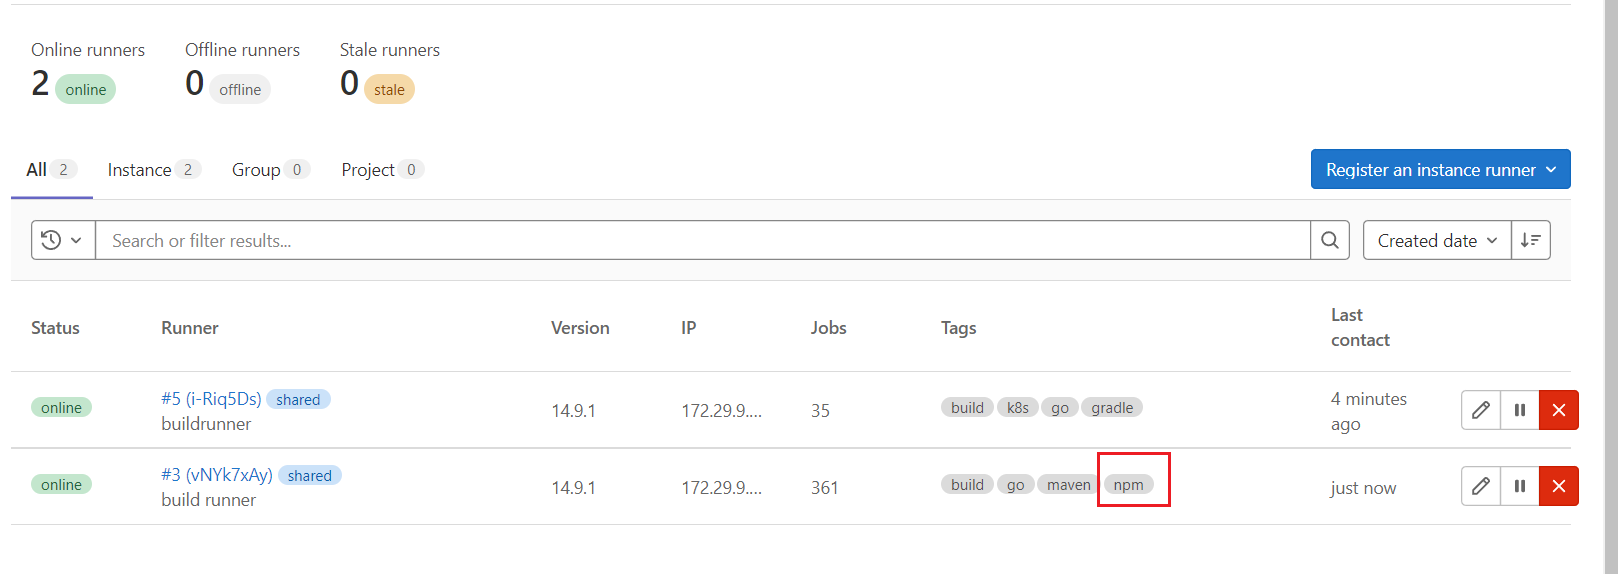 Online runners Offline runners Stale runners
2 online 0 offline 0 stale
All 2 Instance 2 Group 0 Project 0 Register an instance runner
Search or filter results... Created date
Status Runner Version IP Jobs Tags Last contact
online #5 (i-Riq5Ds) shared 14.9.1 172.29.9.... 35 build k8s go gradle 4 minutes ago
buildrunner
online #3 (vNYk7xAy) shared 14.9.1 172.29.9.... 361 build go maven npm just now
build runner